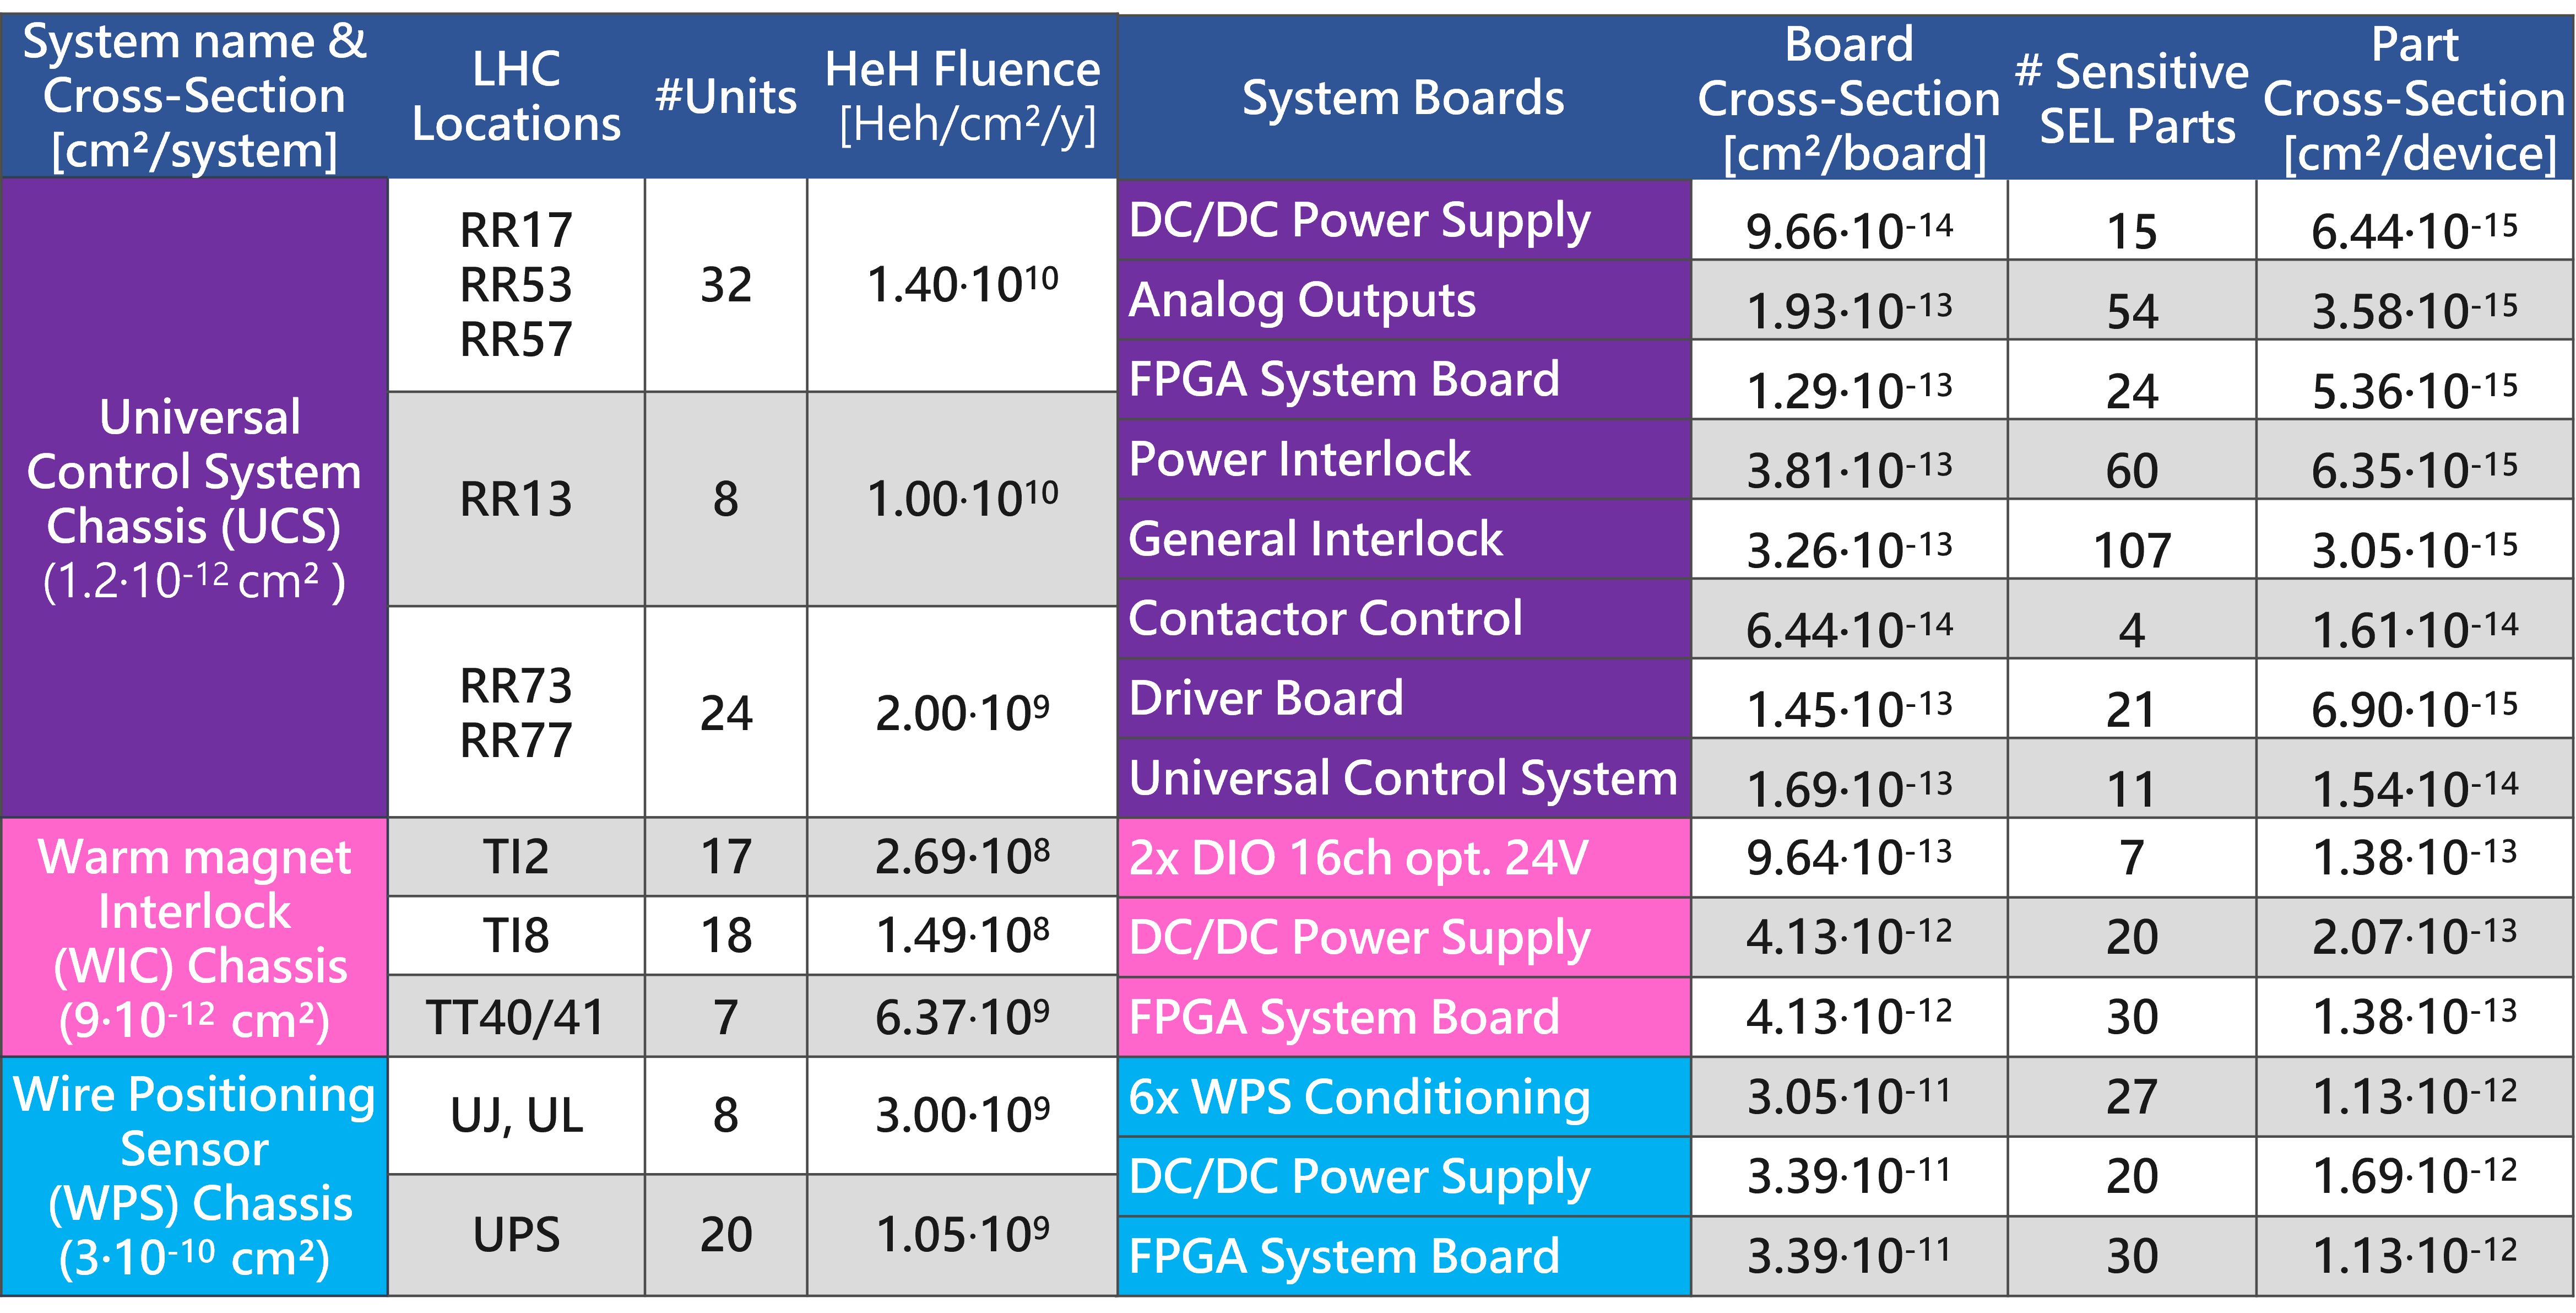 System name &
Cross-Section
[cm²/system]
LHC
Locations
#Units
HeH Fluence
[Heh/cm²/y]
System Boards
Board
Cross-Section
[cm²/board]
# Sensitive
SEL Parts
Part
Cross-Section
[cm²/device]
Universal
Control System
Chassis (UCS)
(1.2·10⁻¹² cm² )
RR17
RR53
RR57
32
1.40·10¹⁰
RR13
8
1.00·10¹⁰
RR73
RR77
24
2.00·10⁹
DC/DC Power Supply 9.66·10⁻¹⁴ 15 6.44·10⁻¹⁵
Analog Outputs 1.93·10⁻¹³ 54 3.58·10⁻¹⁵
FPGA System Board 1.29·10⁻¹³ 24 5.36·10⁻¹⁵
Power Interlock 3.81·10⁻¹³ 60 6.35·10⁻¹⁵
General Interlock 3.26·10⁻¹³ 107 3.05·10⁻¹⁵
Contactor Control 6.44·10⁻¹⁴ 4 1.61·10⁻¹⁴
Driver Board 1.45·10⁻¹³ 21 6.90·10⁻¹⁵
Universal Control System 1.69·10⁻¹³ 11 1.54·10⁻¹⁴
Warm magnet
Interlock
(WIC) Chassis
(9·10⁻¹² cm²)
TI2 17 2.69·10⁸
TI8 18 1.49·10⁸
TT40/41 7 6.37·10⁹
2x DIO 16ch opt. 24V 9.64·10⁻¹³ 7 1.38·10⁻¹³
DC/DC Power Supply 4.13·10⁻¹² 20 2.07·10⁻¹³
FPGA System Board 4.13·10⁻¹² 30 1.38·10⁻¹³
Wire Positioning
Sensor
(WPS) Chassis
(3·10⁻¹⁰ cm²)
UJ, UL 8 3.00·10⁹
UPS 20 1.05·10⁹
6x WPS Conditioning 3.05·10⁻¹¹ 27 1.13·10⁻¹²
DC/DC Power Supply 3.39·10⁻¹¹ 20 1.69·10⁻¹²
FPGA System Board 3.39·10⁻¹¹ 30 1.13·10⁻¹²